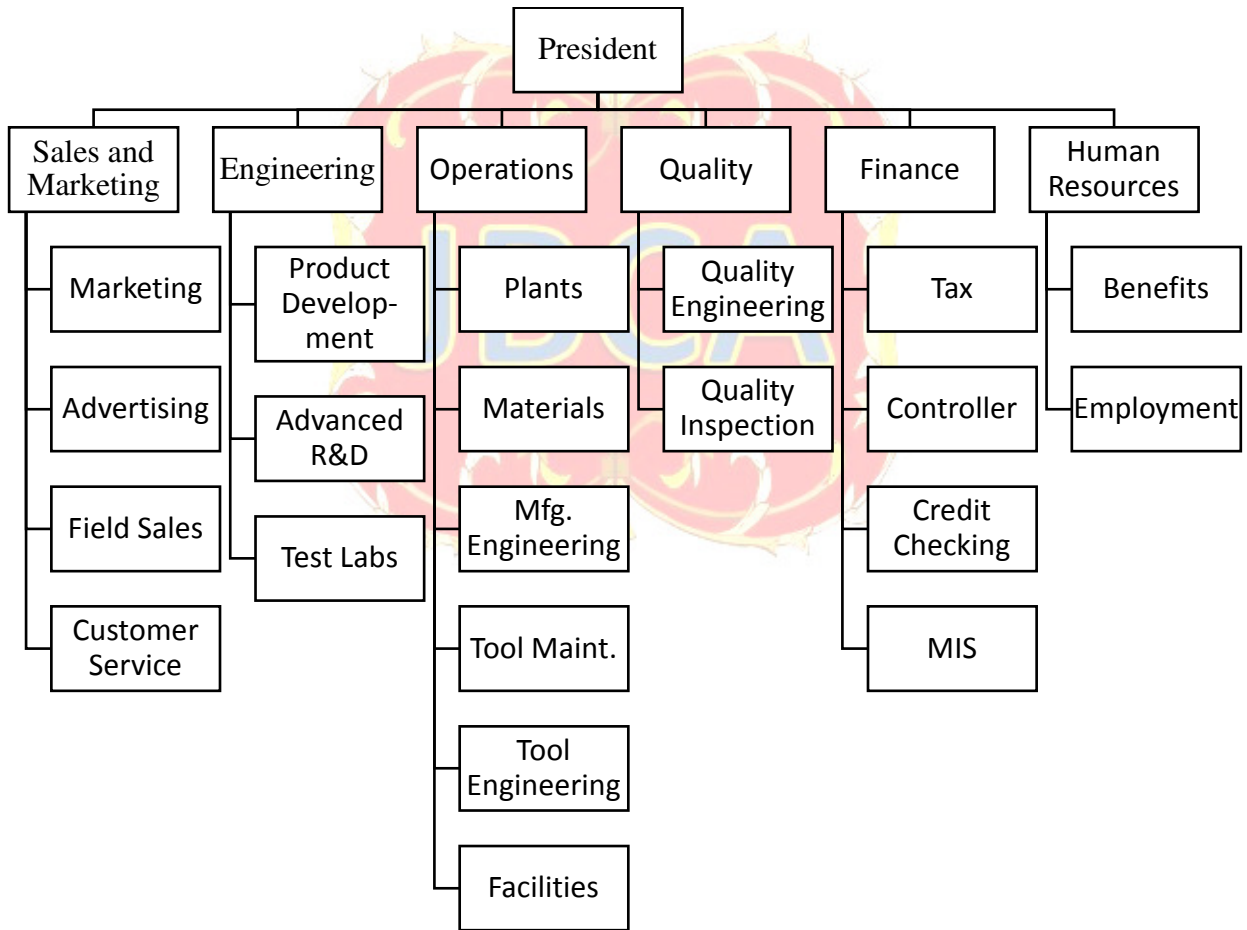 President
Sales and
Marketing
Engineering
Operations
Quality
Finance
Human
Resources
Marketing
Advertising
Field Sales
Customer
Service
Product
Develop-
ment
Advanced
R&D
Test Labs
Plants
Materials
Mfg.
Engineering
Tool Maint.
Tool
Engineering
Facilities
Quality
Engineering
Quality
Inspection
Tax
Controller
Credit
Checking
MIS
Benefits
Employment
JDCA